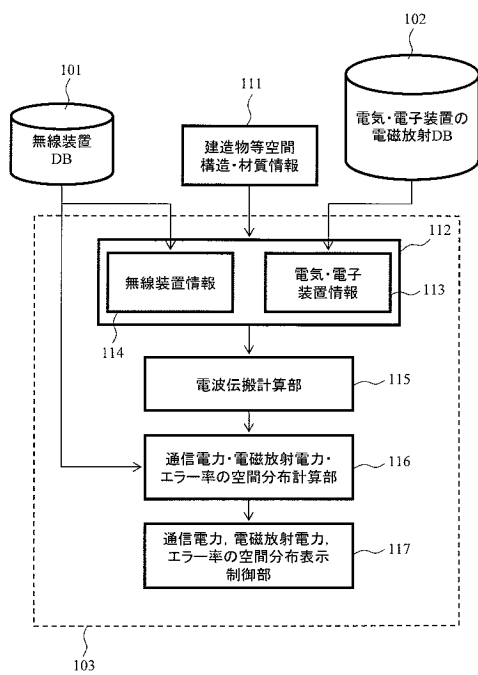 101
無線装置
DB
111
建造物等空間
構造・材質情報
102
電気・電子装置の
電磁放射DB
112
無線装置情報
114
電気・電子
装置情報
113
電波伝搬計算部
115
通信電力・電磁放射電力・
エラー率の空間分布計算部
116
通信電力, 電磁放射電力,
エラー率の空間分布表示
制御部
117
103